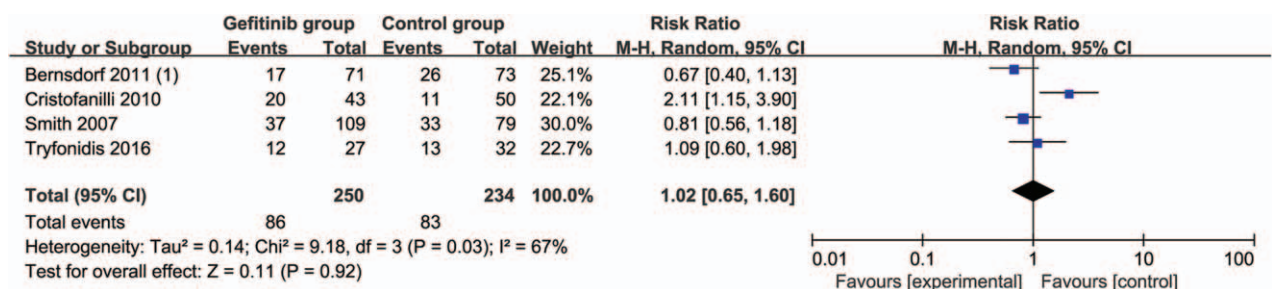 Gefitinib group Control group Risk Ratio Risk Ratio
Study or Subgroup Events Total Events Total Weight M-H, Random, 95% CI M-H, Random, 95% CI
Bernsdorf 2011 (1) 17 71 26 73 25.1% 0.67 [0.40, 1.13]
Cristofanilli 2010 20 43 11 50 22.1% 2.11 [1.15, 3.90]
Smith 2007 37 109 33 79 30.0% 0.81 [0.56, 1.18]
Tryfonidis 2016 12 27 13 32 22.7% 1.09 [0.60, 1.98]
Total (95% CI) 250 234 100.0% 1.02 [0.65, 1.60]
Total events 86 83
Heterogeneity: Tau² = 0.14; Chi² = 9.18, df = 3 (P = 0.03); I² = 67%
Test for overall effect: Z = 0.11 (P = 0.92)
0.01 0.1 1 10 100
Favours [experimental] Favours [control]